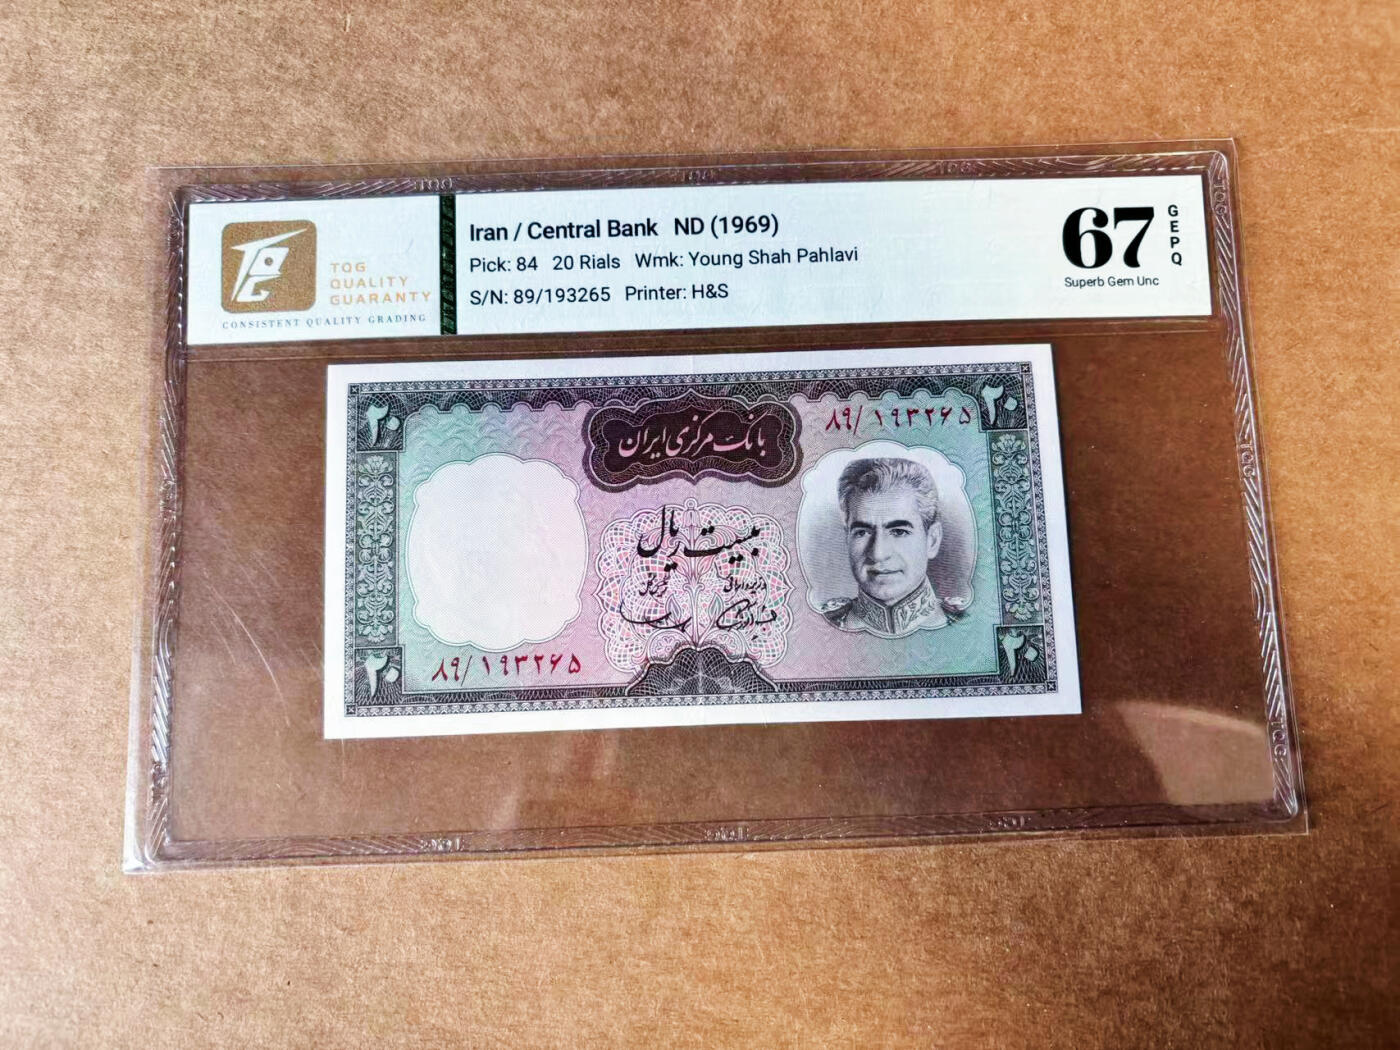 TQG
QUALITY
GUARANTY
CONSISTENT QUALITY GRADING
Iran / Central Bank ND (1969)
Pick: 84 20 Rials Wmk: Young Shah Pahlavi
S/N: 89/193265 Printer: H&S
67
GEPQ
Superb Gem Unc
۲۰
بانک مرکزی ایران
۸۹/۱۹۳۲۶۵
۲۰
بیست ریال
۸۹/۱۹۳۲۶۵
۲۰
۲۰